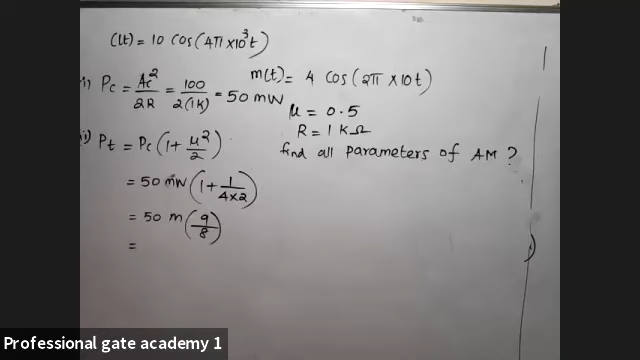 C(t) = 10 cos(4π×10³t)
m(t) = 4 cos(2π×10t)
i) Pc = Ac²/2R = 100/2(1K) = 50 mW
μ = 0.5
R = 1 kΩ
ii) Pt = Pc(1+μ²/2)
find all parameters of AM ?
= 50 mW(1+1/4×2)
= 50 m(9/8)
=
Professional gate academy 1